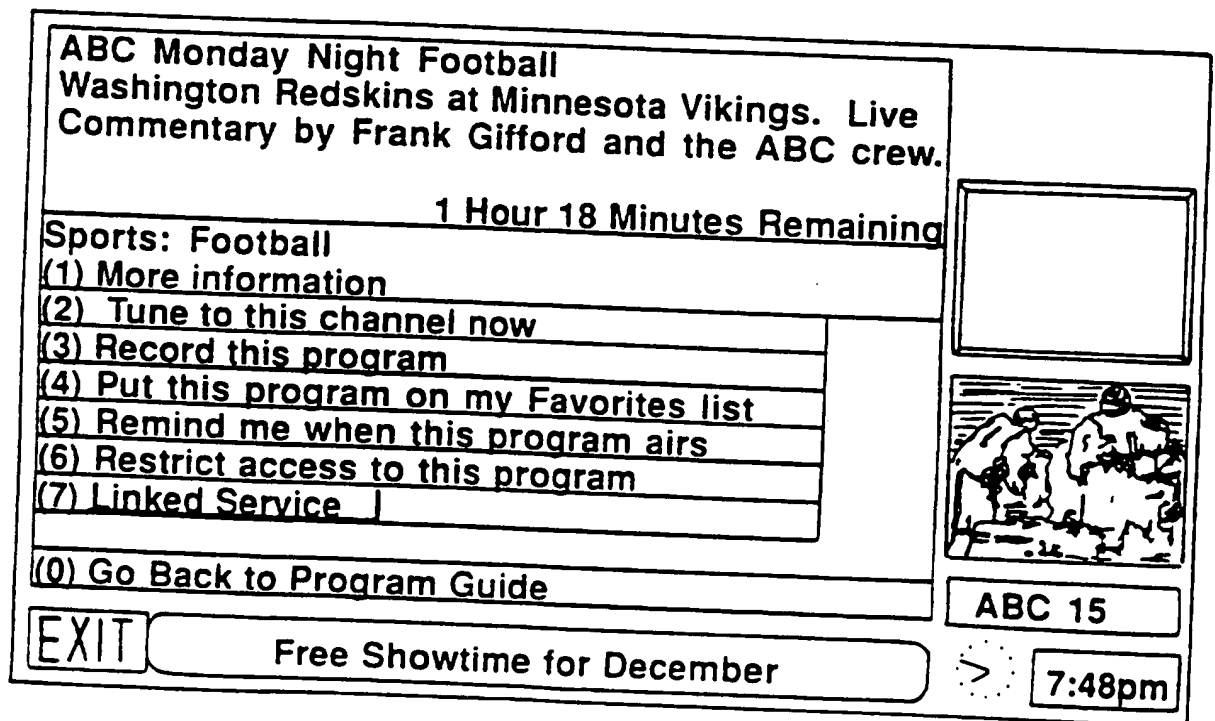 ABC Monday Night Football
Washington Redskins at Minnesota Vikings. Live
Commentary by Frank Gifford and the ABC crew.
1 Hour 18 Minutes Remaining
Sports: Football
(1) More information
(2) Tune to this channel now
(3) Record this program
(4) Put this program on my Favorites list
(5) Remind me when this program airs
(6) Restrict access to this program
(7) Linked Service
(0) Go Back to Program Guide
ABC 15
EXIT
Free Showtime for December
7:48pm